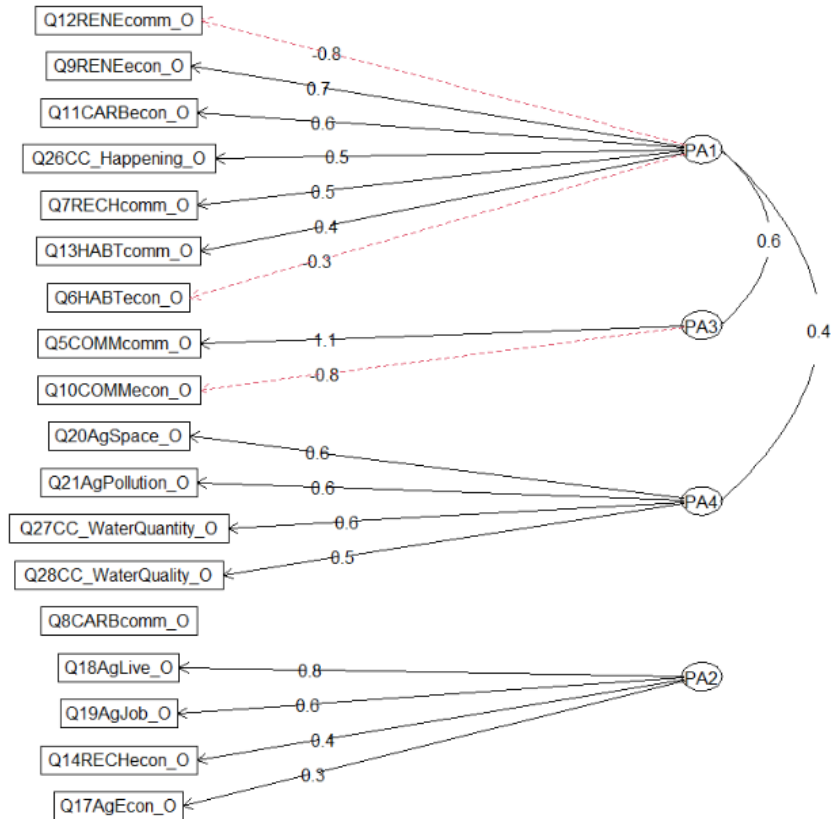 Q12RENEcomm_O
-0.8
Q9RENEecon_O
0.7
Q11CARBecon_O
0.6
PA1
Q26CC_Happening_O
0.5
Q7RECHcomm_O
0.5
Q13HABTcomm_O
0.4
0.6
-0.3
Q6HABTecon_O
PA3
0.4
Q5COMMcomm_O
1.1
Q10COMMecon_O
-0.8
Q20AgSpace_O
0.6
Q21AgPollution_O
0.6
PA4
Q27CC_WaterQuantity_O
0.6
Q28CC_WaterQuality_O
0.5
Q8CARBcomm_O
Q18AgLive_O
0.8
PA2
Q19AgJob_O
0.6
Q14RECHecon_O
0.4
Q17AgEcon_O
0.3